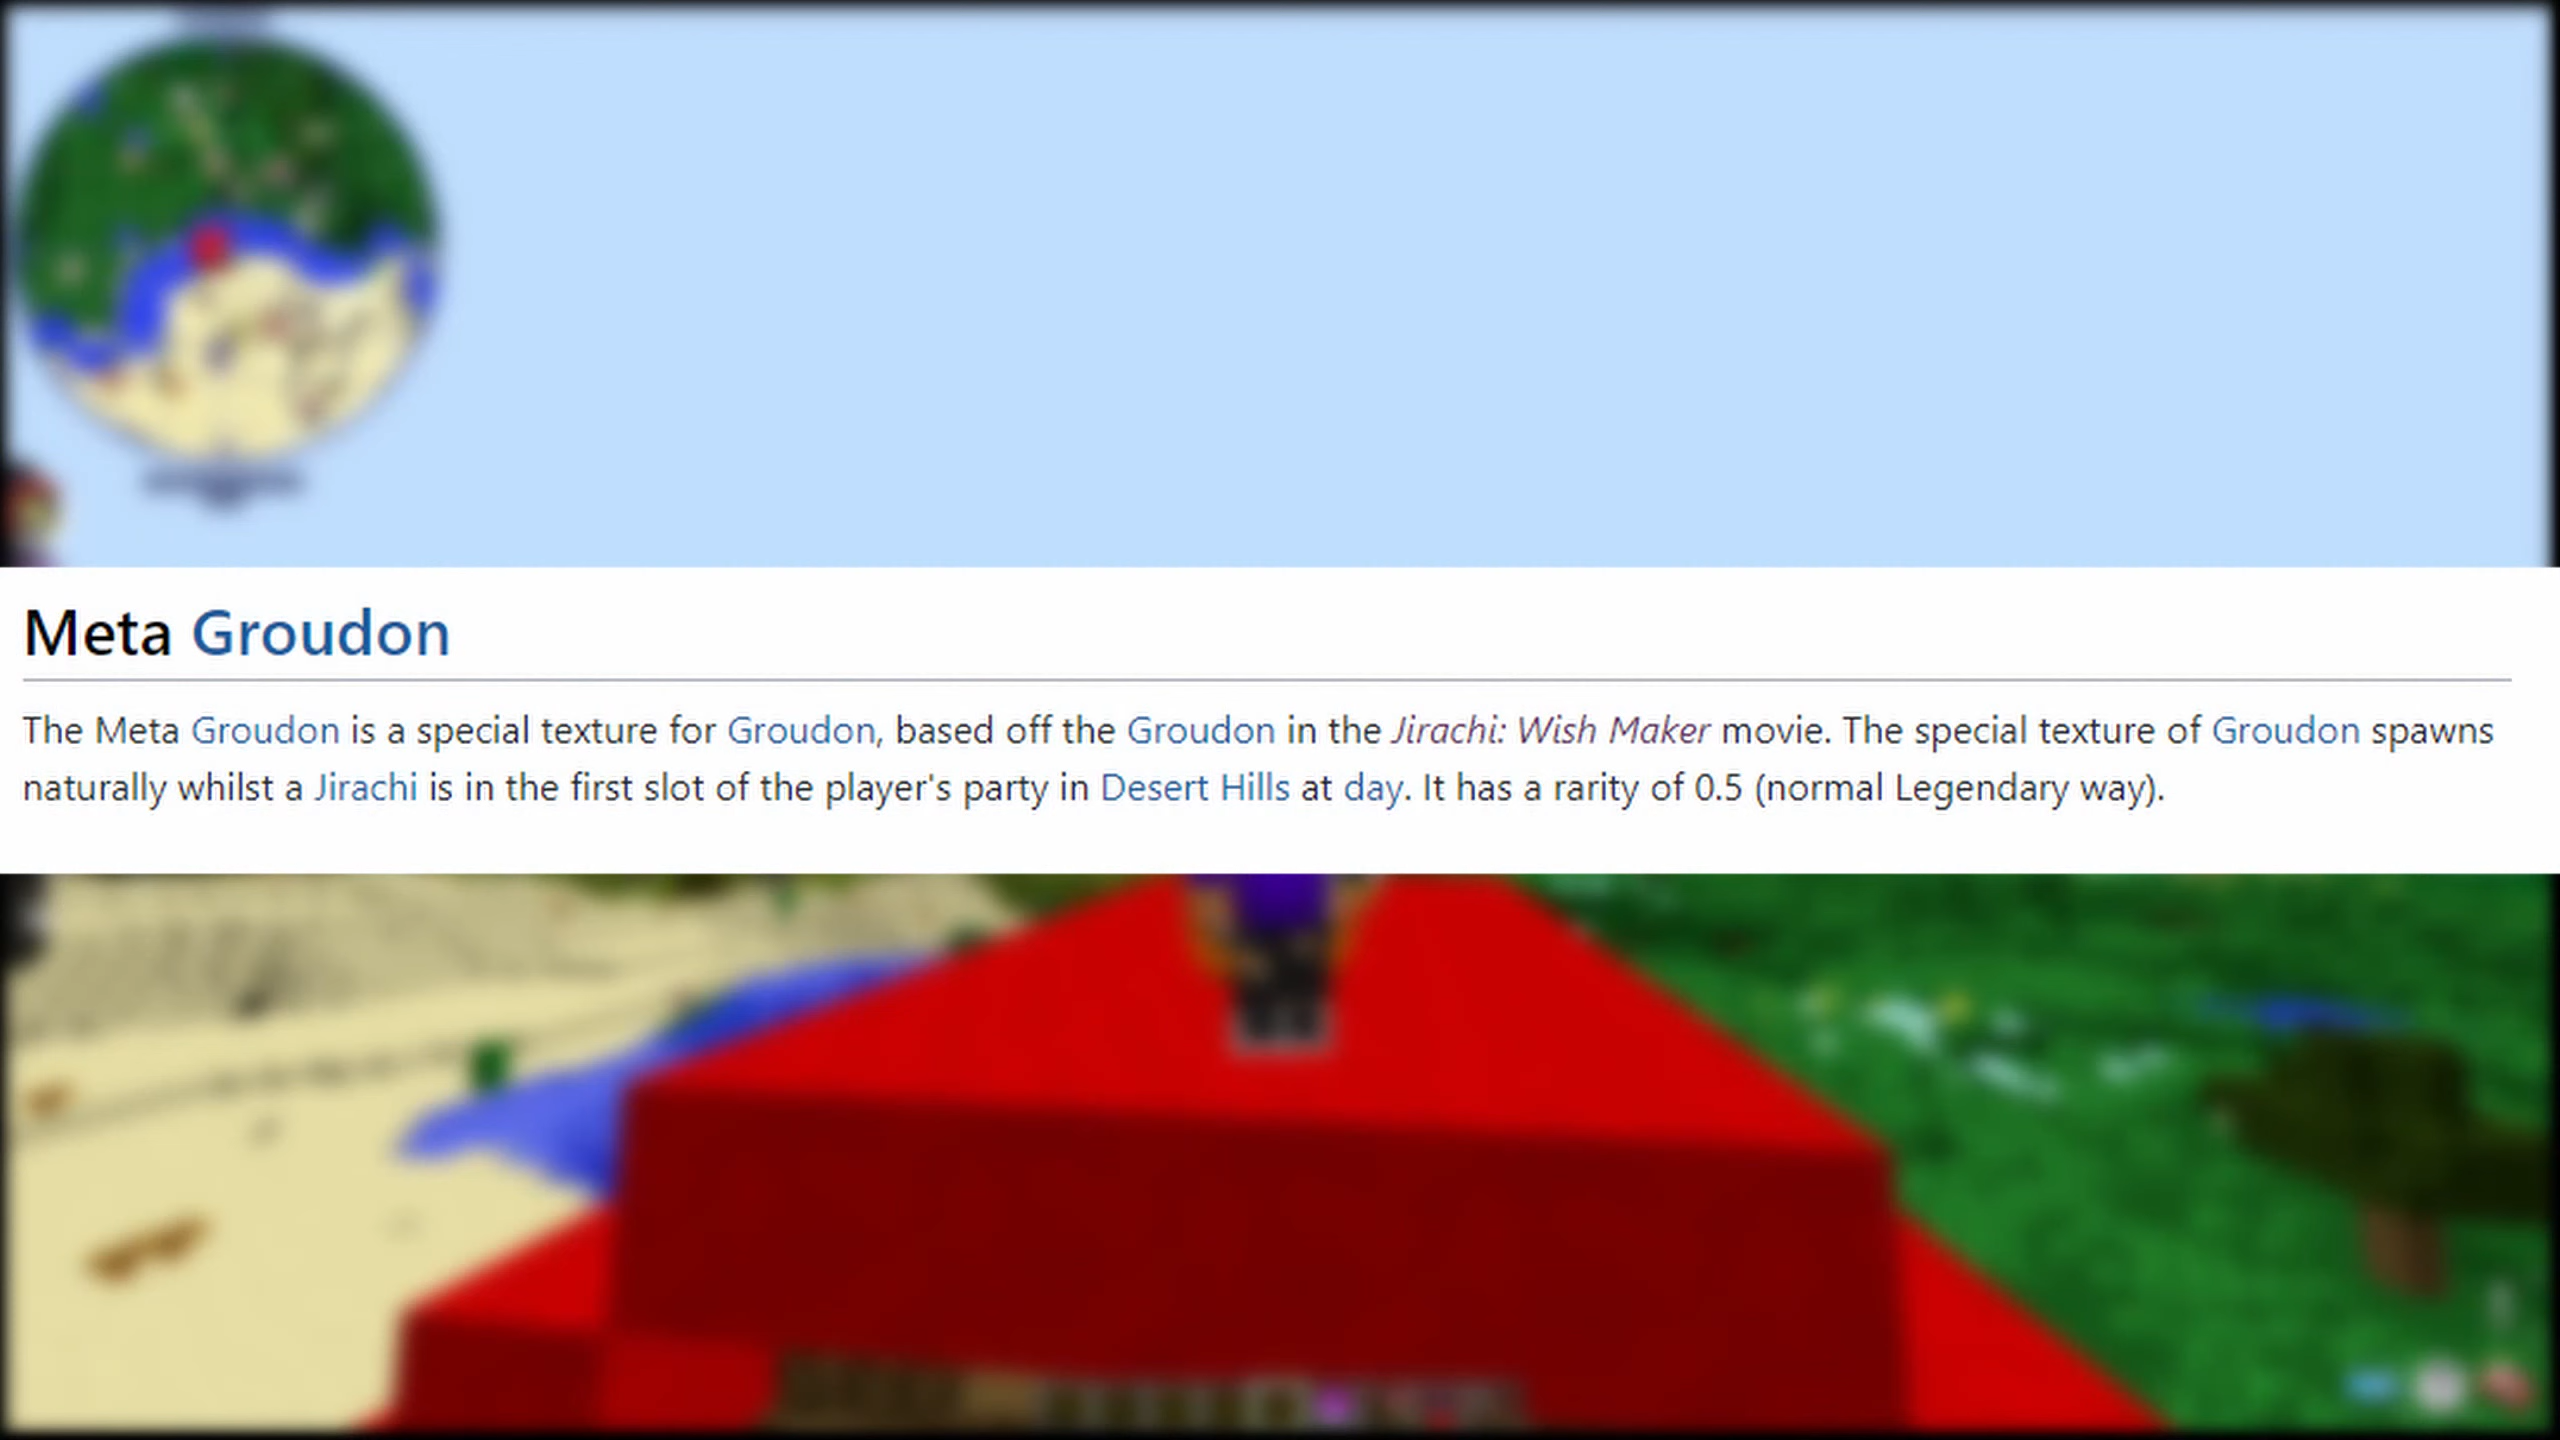 Meta Groudon
The Meta Groudon is a special texture for Groudon, based off the Groudon in the Jirachi: Wish Maker movie. The special texture of Groudon spawns
naturally whilst a Jirachi is in the first slot of the player's party in Desert Hills at day. It has a rarity of 0.5 (normal Legendary way).